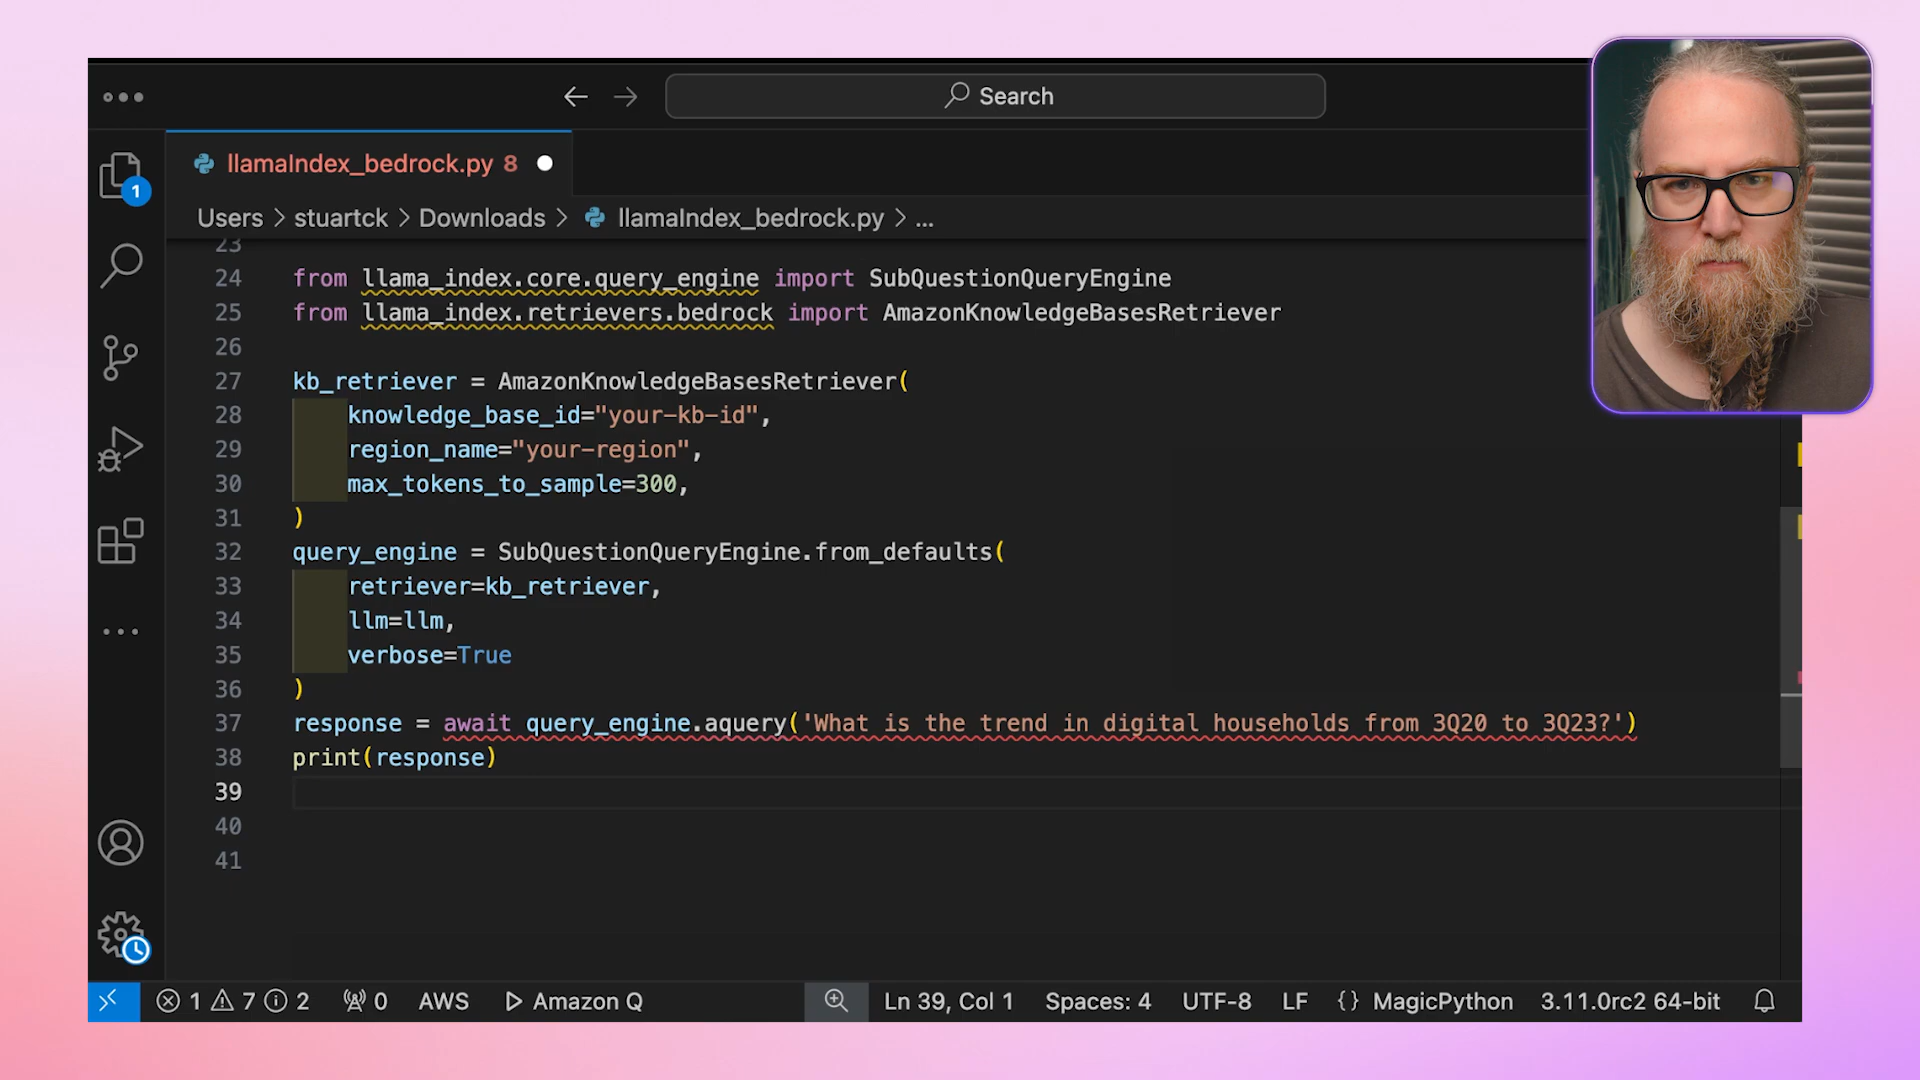 Search
llamaIndex_bedrock.py 8
1
Users > stuartck > Downloads > llamaIndex_bedrock.py > ...
23
24 from llama_index.core.query_engine import SubQuestionQueryEngine
25 from llama_index.retrievers.bedrock import AmazonKnowledgeBasesRetriever
26
27 kb_retriever = AmazonKnowledgeBasesRetriever(
28 knowledge_base_id="your-kb-id",
29 region_name="your-region",
30 max_tokens_to_sample=300,
31 )
32 query_engine = SubQuestionQueryEngine.from_defaults(
33 retriever=kb_retriever,
34 llm=llm,
35 verbose=True
36 )
37 response = await query_engine.aquery('What is the trend in digital households from 3Q20 to 3Q23?')
38 print(response)
39
40
41
1 7 2 0 AWS Amazon Q Ln 39, Col 1 Spaces: 4 UTF-8 LF {} MagicPython 3.11.0rc2 64-bit